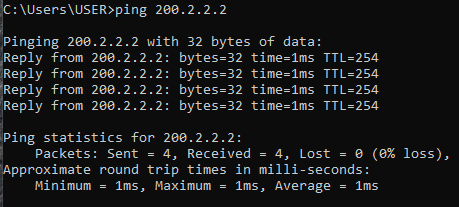 C:\Users\USER>ping 200.2.2.2
Pinging 200.2.2.2 with 32 bytes of data:
Reply from 200.2.2.2: bytes=32 time=1ms TTL=254
Reply from 200.2.2.2: bytes=32 time=1ms TTL=254
Reply from 200.2.2.2: bytes=32 time=1ms TTL=254
Reply from 200.2.2.2: bytes=32 time=1ms TTL=254
Ping statistics for 200.2.2.2:
    Packets: Sent = 4, Received = 4, Lost = 0 (0% loss),
Approximate round trip times in milli-seconds:
    Minimum = 1ms, Maximum = 1ms, Average = 1ms